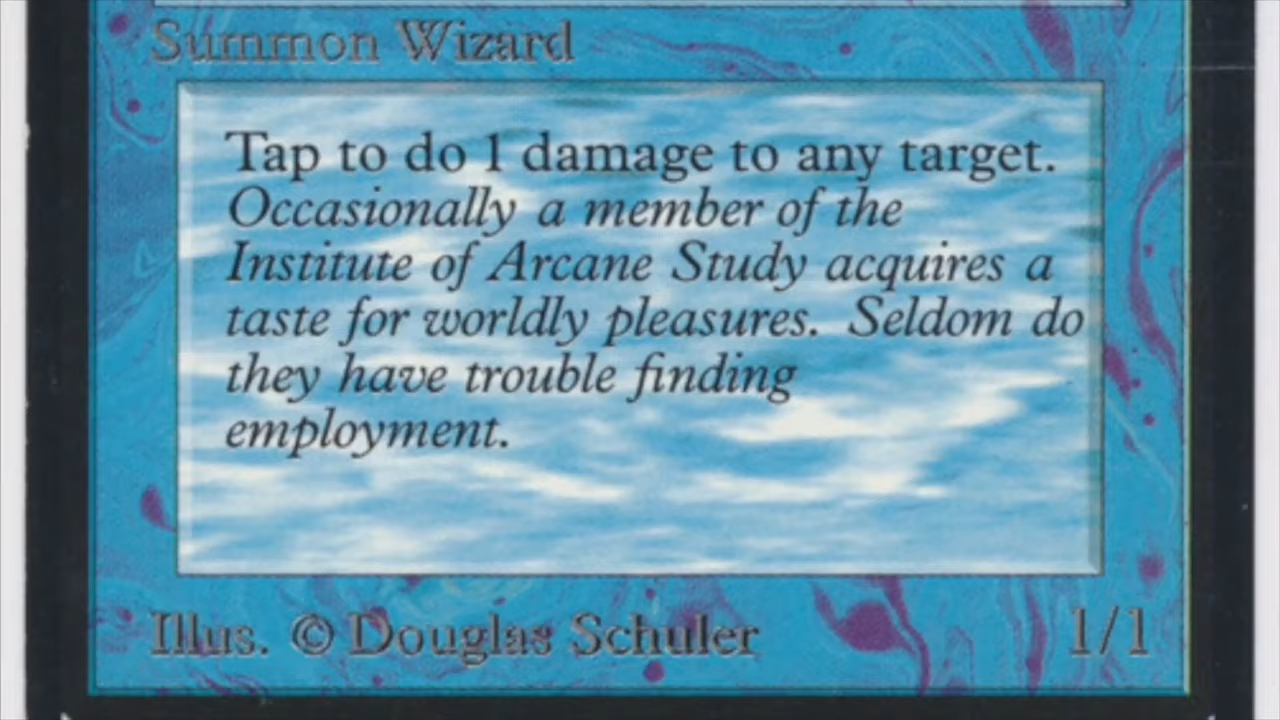 Summon Wizard
Tap to do 1 damage to any target.
Occasionally a member of the
Institute of Arcane Study acquires a
taste for worldly pleasures. Seldom do
they have trouble finding
employment.
Illus. © Douglas Schuler
1/1